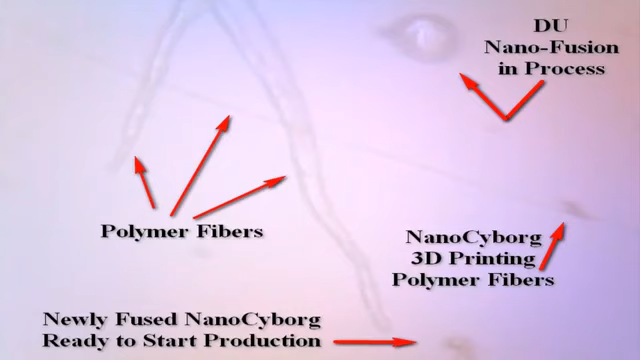 DU
Nano-Fusion
in Process
Polymer Fibers
NanoCyborg
3D Printing
Polymer Fibers
Newly Fused NanoCyborg
Ready to Start Production